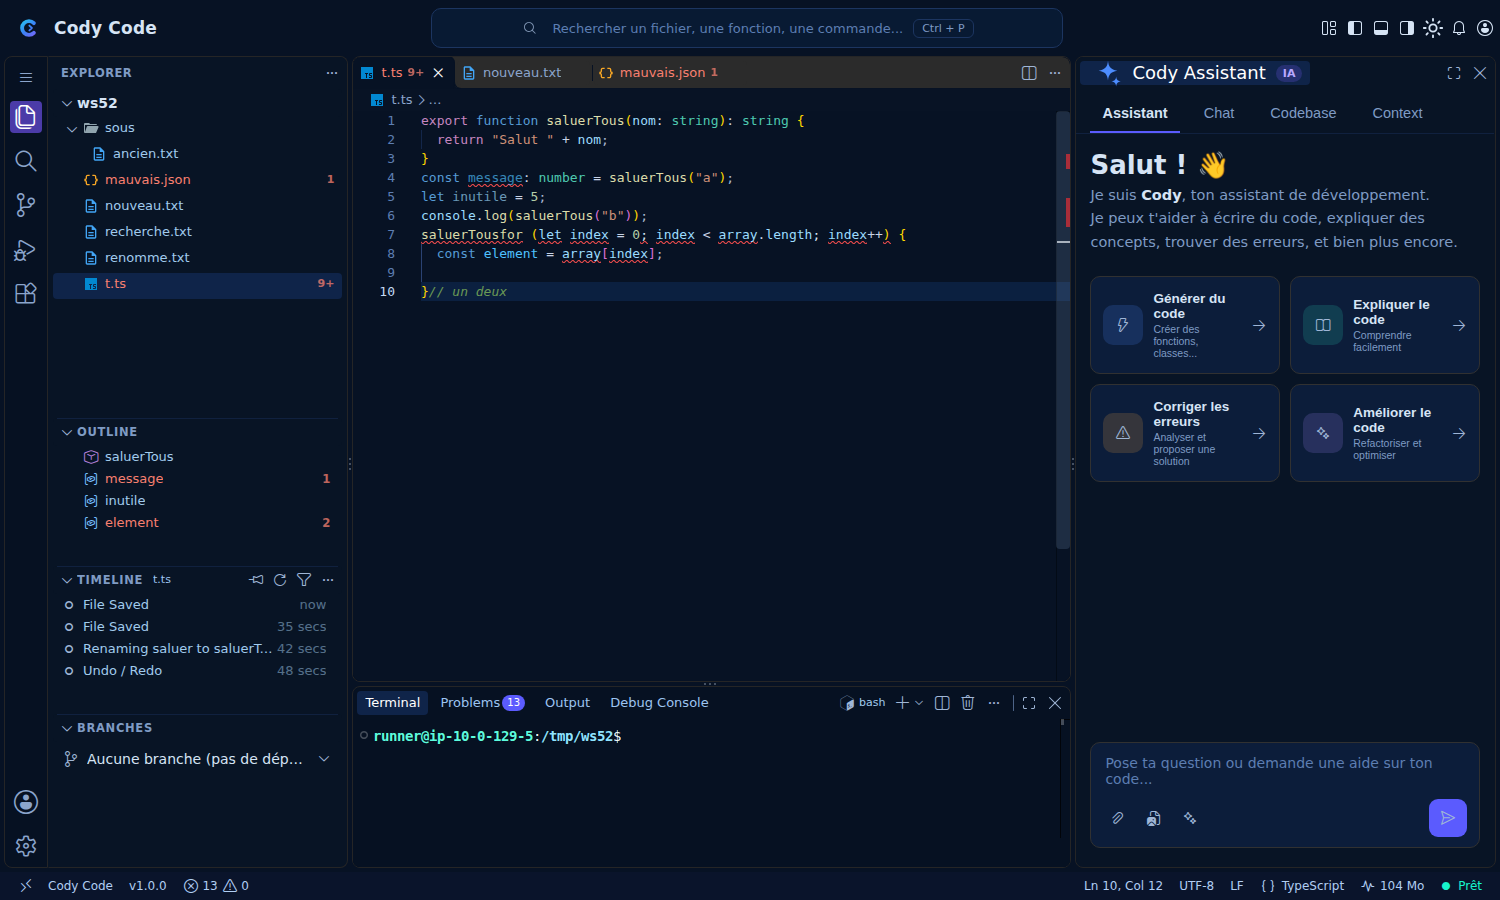 Cody Code
Rechercher un fichier, une fonction, une commande... Ctrl + P
EXPLORER
ws52
sous
ancien.txt
mauvais.json 1
nouveau.txt
recherche.txt
renomme.txt
t.ts 9+
OUTLINE
saluerTous
message 1
inutile
element 2
TIMELINE t.ts
File Saved now
File Saved 35 secs
Renaming saluer to saluerT... 42 secs
Undo / Redo 48 secs
BRANCHES
Aucune branche (pas de dép...
t.ts 9+ nouveau.txt mauvais.json 1
t.ts ...
1 export function saluerTous(nom: string): string {
2 return "Salut " + nom;
3 }
4 const message: number = saluerTous("a");
5 let inutile = 5;
6 console.log(saluerTous("b"));
7 saluerTousfor (let index = 0; index < array.length; index++) {
8 const element = array[index];
9
10 }// un deux
Terminal Problems 13 Output Debug Console bash
runner@ip-10-0-129-5:/tmp/ws52$
Cody Assistant IA
Assistant Chat Codebase Context
Salut ! 👋
Je suis Cody, ton assistant de développement.
Je peux t'aider à écrire du code, expliquer des
concepts, trouver des erreurs, et bien plus encore.
Générer du
code
Créer des
fonctions,
classes...
Expliquer le
code
Comprendre
facilement
Corriger les
erreurs
Analyser et
proposer une
solution
Améliorer le
code
Refactoriser et
optimiser
Pose ta question ou demande une aide sur ton
code...
Cody Code v1.0.0 13 0 Ln 10, Col 12 UTF-8 LF { } TypeScript 104 Mo Prêt